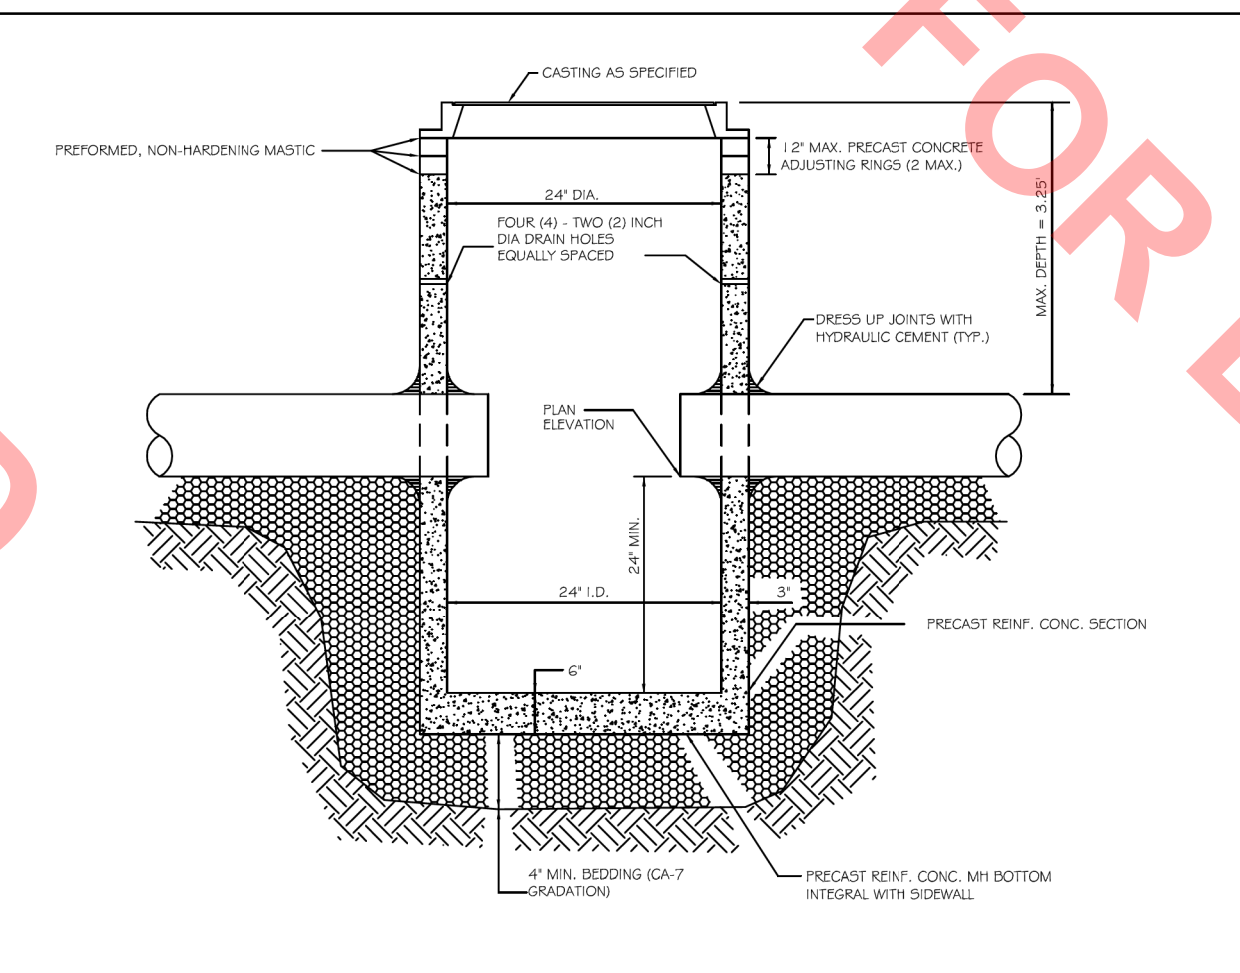 CASTING AS SPECIFIED
PREFORMED, NON-HARDENING MASTIC
12" MAX. PRECAST CONCRETE
ADJUSTING RINGS (2 MAX.)
24" DIA.
FOUR (4) - TWO (2) INCH
DIA DRAIN HOLES
EQUALLY SPACED
MAX. DEPTH = 3.25'
DRESS UP JOINTS WITH
HYDRAULIC CEMENT (TYP.)
PLAN
ELEVATION
24" MIN.
24" I.D.
3"
PRECAST REINF. CONC. SECTION
6"
4" MIN. BEDDING (CA-7
GRADATION)
PRECAST REINF. CONC. MH BOTTOM
INTEGRAL WITH SIDEWALL
FOR